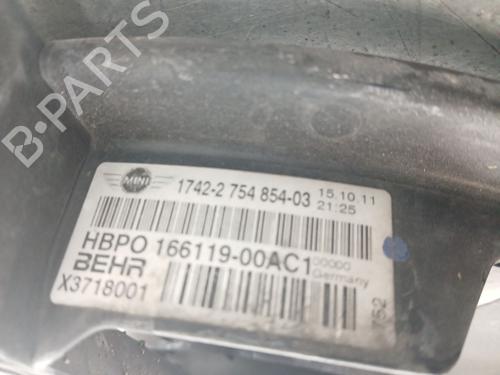 B-PARTS
MINI 1742-2 754 854-03 15.10.11
21:25
HBPO 166119-00AC1 00000
Germany
BEHR
X3718001
752